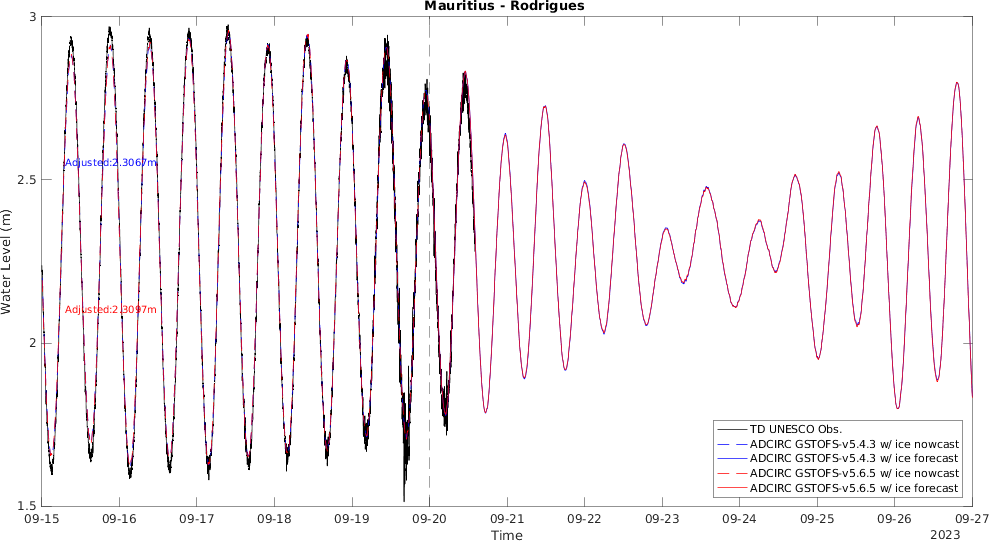 Mauritius - Rodrigues
3
2.5
2
1.5
Water Level (m)
Adjusted:2.3067m
Adjusted:2.3097m
TD UNESCO Obs.
ADCIRC GSTOFS-v5.4.3 w/ ice nowcast
ADCIRC GSTOFS-v5.4.3 w/ ice forecast
ADCIRC GSTOFS-v5.6.5 w/ ice nowcast
ADCIRC GSTOFS-v5.6.5 w/ ice forecast
09-15 09-16 09-17 09-18 09-19 09-20 09-21 09-22 09-23 09-24 09-25 09-26 09-27
Time
2023